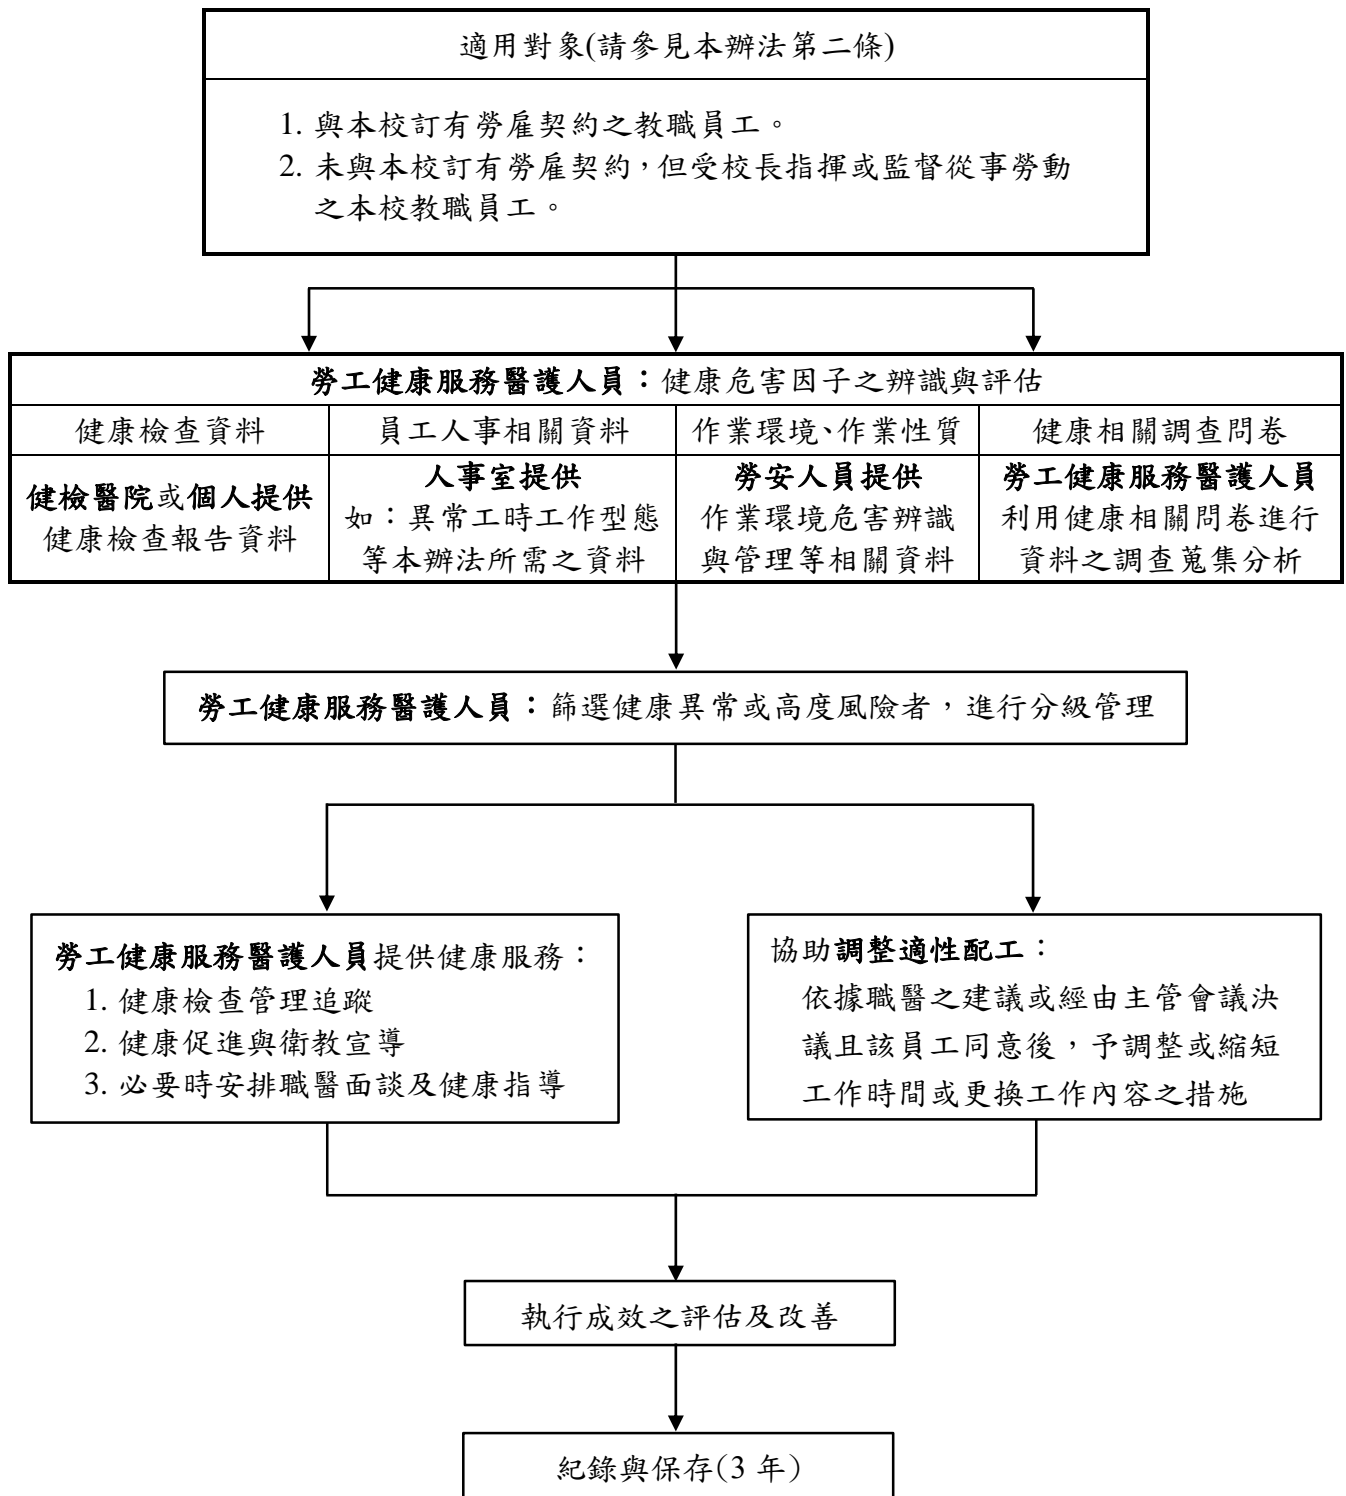 適用對象(請參見本辦法第二條)
1. 與本校訂有勞雇契約之教職員工。
2. 未與本校訂有勞雇契約，但受校長指揮或監督從事勞動
之本校教職員工。
勞工健康服務醫護人員：健康危害因子之辨識與評估
健康檢查資料
員工人事相關資料
作業環境、作業性質
健康相關調查問卷
健檢醫院或個人提供
健康檢查報告資料
人事室提供
如：異常工時工作型態
等本辦法所需之資料
勞安人員提供
作業環境危害辨識
與管理等相關資料
勞工健康服務醫護人員
利用健康相關問卷進行
資料之調查蒐集分析
勞工健康服務醫護人員：篩選健康異常或高度風險者，進行分級管理
勞工健康服務醫護人員提供健康服務：
1. 健康檢查管理追蹤
2. 健康促進與衛教宣導
3. 必要時安排職醫面談及健康指導
協助調整適性配工：
依據職醫之建議或經由主管會議決
議且該員工同意後，予調整或縮短
工作時間或更換工作內容之措施
執行成效之評估及改善
紀錄與保存(3 年)